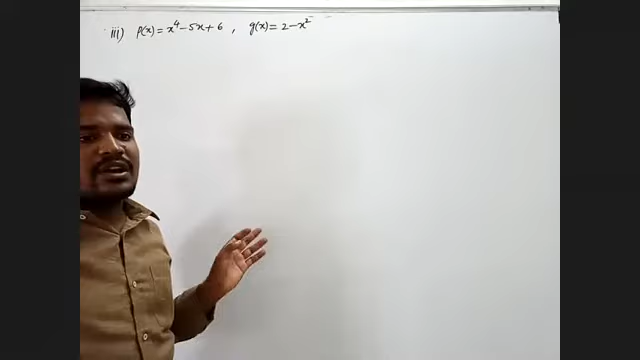 iii) p(x) = x⁴ - 5x + 6 , g(x) = 2 - x²